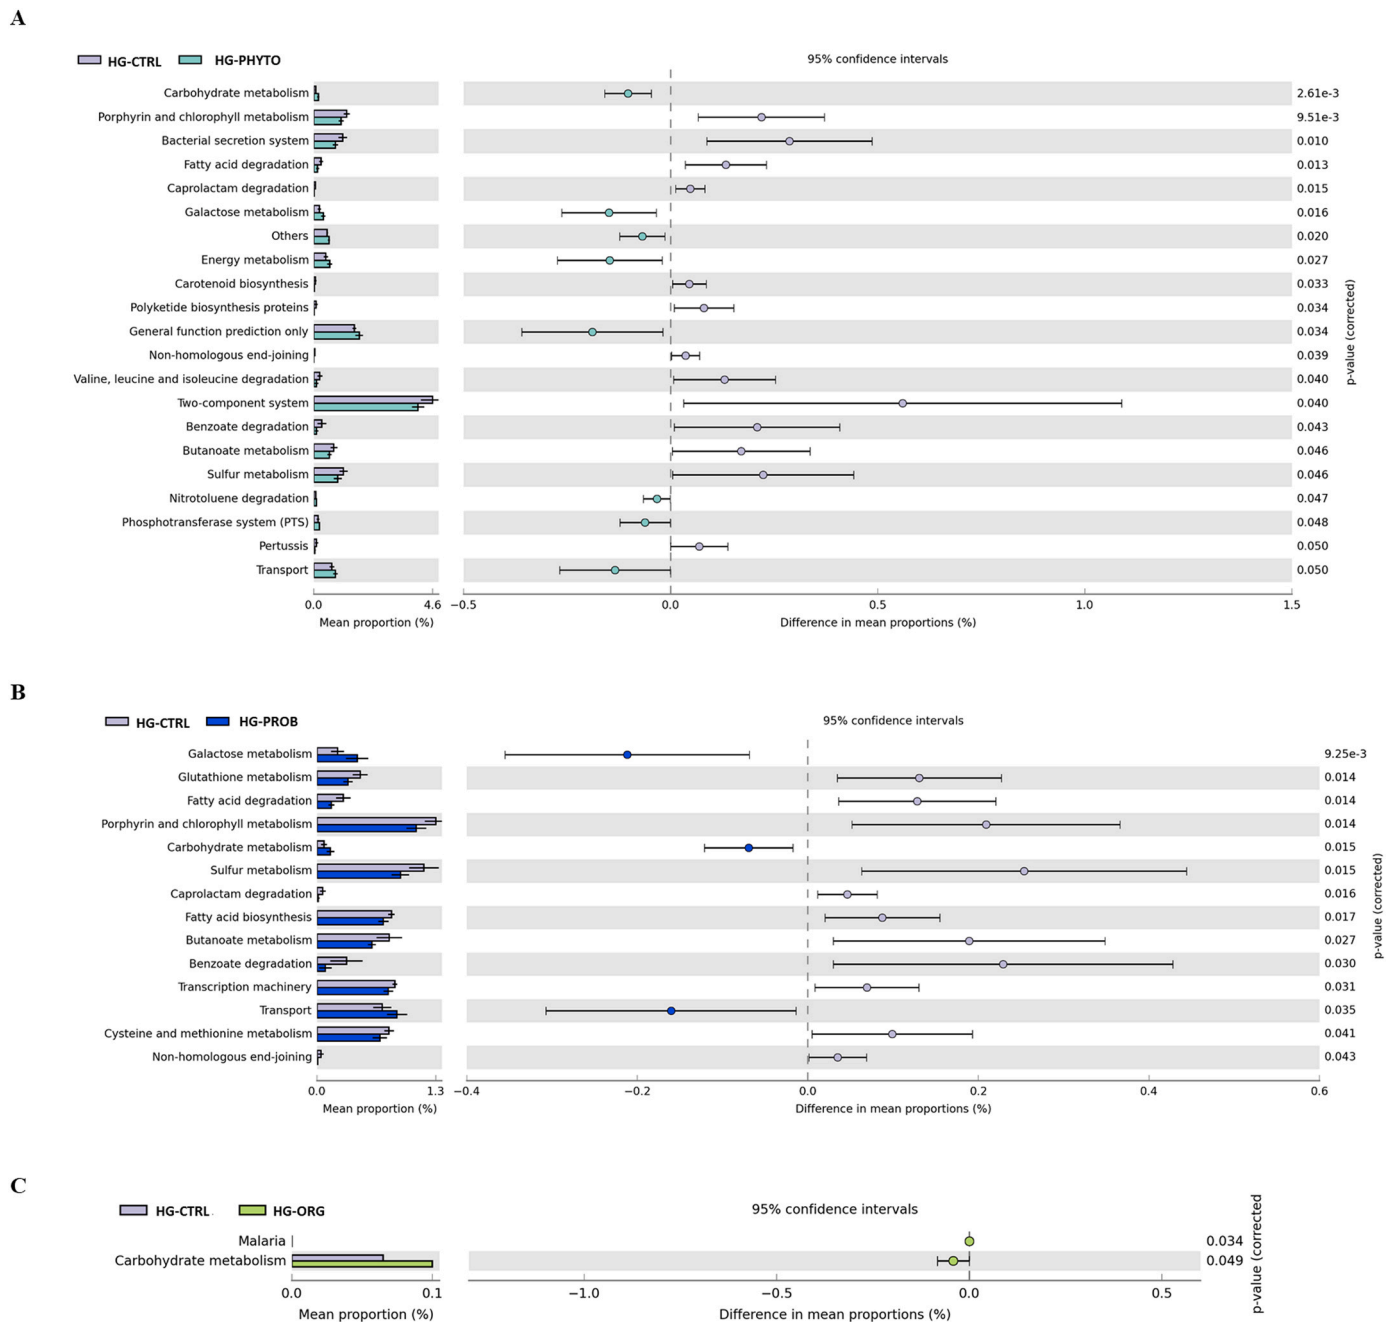 A
HG-CTRL HG-PHYTO 95% confidence intervals
Carbohydrate metabolism 2.61e-3
Porphyrin and chlorophyll metabolism 9.51e-3
Bacterial secretion system 0.010
Fatty acid degradation 0.013
Caprolactam degradation 0.015
Galactose metabolism 0.016
Others 0.020
Energy metabolism 0.027
Carotenoid biosynthesis 0.033
Polyketide biosynthesis proteins 0.034
General function prediction only 0.034
Non-homologous end-joining 0.039
Valine, leucine and isoleucine degradation 0.040
Two-component system 0.040
Benzoate degradation 0.043
Butanoate metabolism 0.046
Sulfur metabolism 0.046
Nitrotoluene degradation 0.047
Phosphotransferase system (PTS) 0.048
Pertussis 0.050
Transport 0.050
p-value (corrected)
0.0 4.6 −0.5 0.0 0.5 1.0 1.5
Mean proportion (%) Difference in mean proportions (%)
B
HG-CTRL HG-PROB 95% confidence intervals
Galactose metabolism 9.25e-3
Glutathione metabolism 0.014
Fatty acid degradation 0.014
Porphyrin and chlorophyll metabolism 0.014
Carbohydrate metabolism 0.015
Sulfur metabolism 0.015
Caprolactam degradation 0.016
Fatty acid biosynthesis 0.017
Butanoate metabolism 0.027
Benzoate degradation 0.030
Transcription machinery 0.031
Transport 0.035
Cysteine and methionine metabolism 0.041
Non-homologous end-joining 0.043
p-value (corrected)
0.0 1.3 −0.4 −0.2 0.0 0.2 0.4 0.6
Mean proportion (%) Difference in mean proportions (%)
C
HG-CTRL HG-ORG 95% confidence intervals
Malaria 0.034
Carbohydrate metabolism 0.049
p-value (corrected
0.0 0.1 −1.0 −0.5 0.0 0.5
Mean proportion (%) Difference in mean proportions (%)